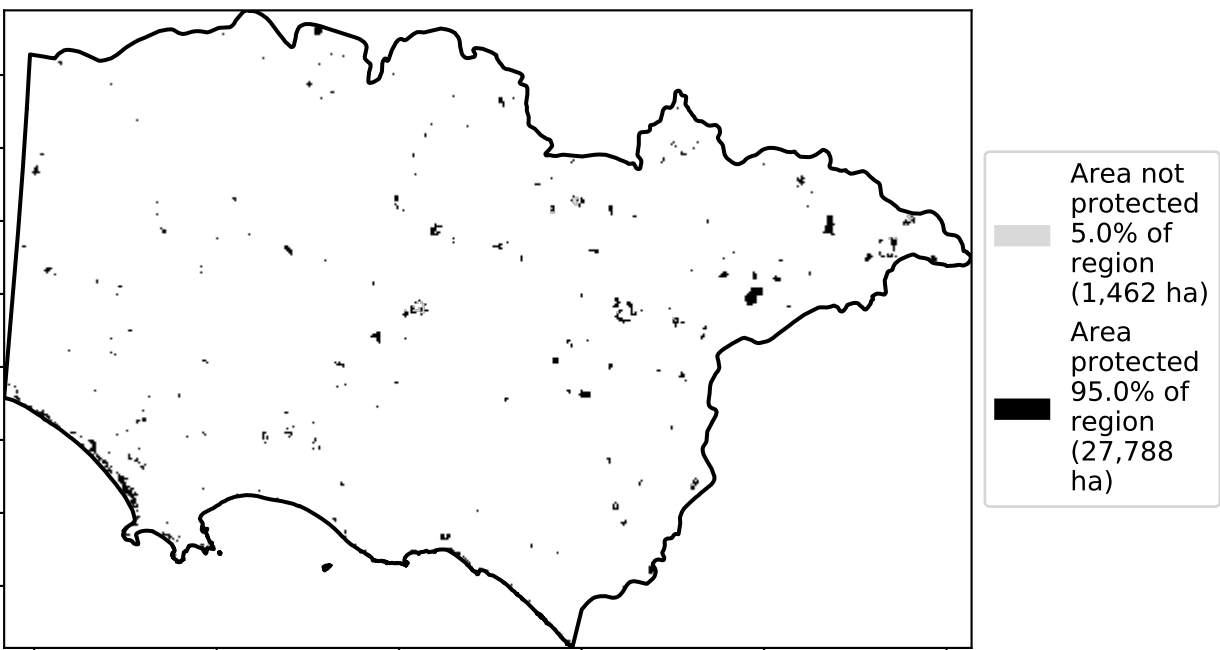 Area not
protected
5.0% of
region
(1,462 ha)
Area
protected
95.0% of
region
(27,788
ha)